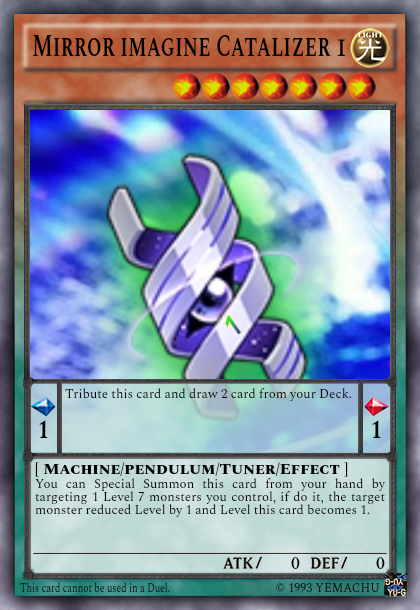 Mirror imagine Catalizer 1
LIGHT
光
1
Tribute this card and draw 2 card from your Deck.
1
1
[ Machine/pendulum/Tuner/Effect ]
You can Special Summon this card from your hand by
targeting 1 Level 7 monsters you control, if do it, the target
monster reduced Level by 1 and Level this card becomes 1.
ATK/ 0 DEF/ 0
This card cannot be used in a Duel.
© 1993 YEMACHU